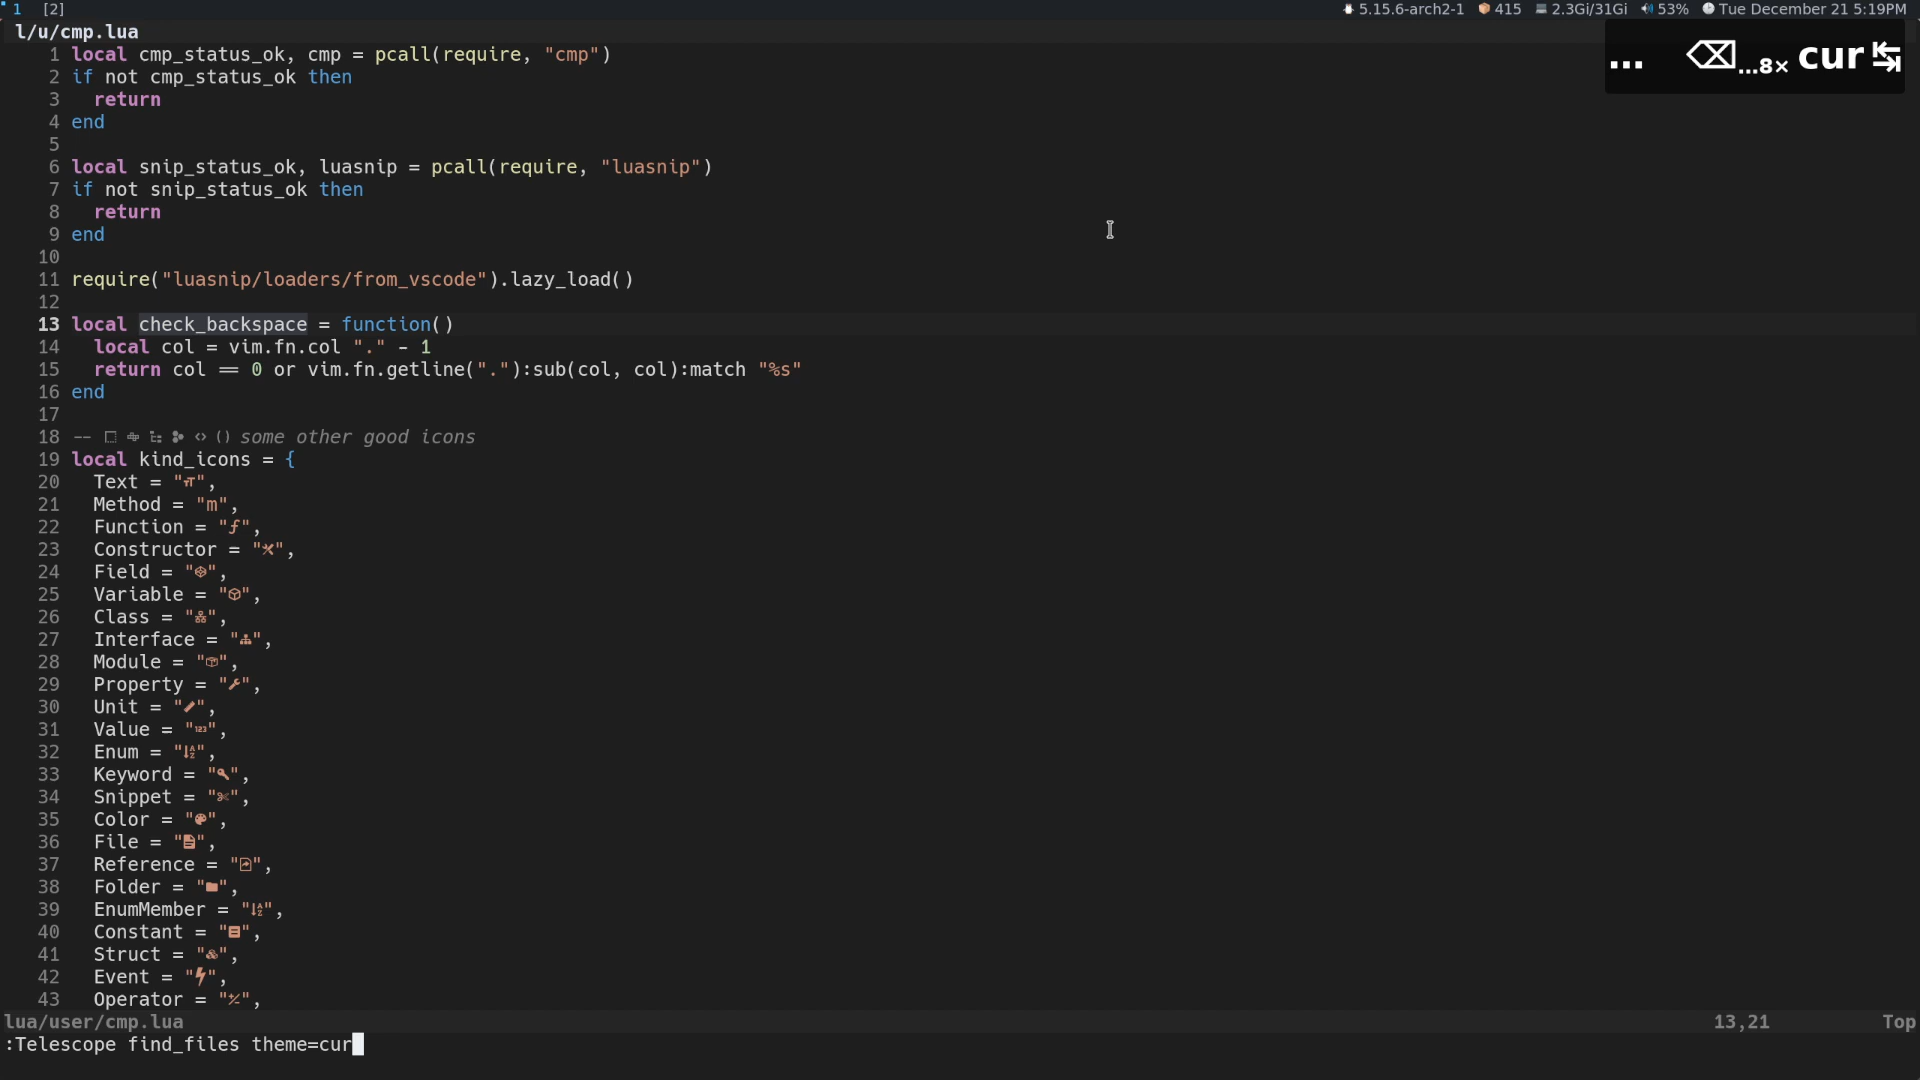 1 [2] 5.15.6-arch2-1 415 2.3Gi/31Gi 53% Tue December 21 5:19PM
l/u/cmp.lua
... ⌫...8× cur ↹
1 local cmp_status_ok, cmp = pcall(require, "cmp")
2 if not cmp_status_ok then
3   return
4 end
5
6 local snip_status_ok, luasnip = pcall(require, "luasnip")
7 if not snip_status_ok then
8   return
9 end
10
11 require("luasnip/loaders/from_vscode").lazy_load()
12
13 local check_backspace = function()
14   local col = vim.fn.col "." - 1
15   return col == 0 or vim.fn.getline("."):sub(col, col):match "%s"
16 end
17
18 -- <> () some other good icons
19 local kind_icons = {
20   Text = "",
21   Method = "m",
22   Function = "ƒ",
23   Constructor = "",
24   Field = "",
25   Variable = "",
26   Class = "",
27   Interface = "",
28   Module = "",
29   Property = "",
30   Unit = "",
31   Value = "",
32   Enum = "",
33   Keyword = "",
34   Snippet = "",
35   Color = "",
36   File = "",
37   Reference = "",
38   Folder = "",
39   EnumMember = "",
40   Constant = "",
41   Struct = "",
42   Event = "",
43   Operator = "",
lua/user/cmp.lua 13,21 Top
:Telescope find_files theme=cur